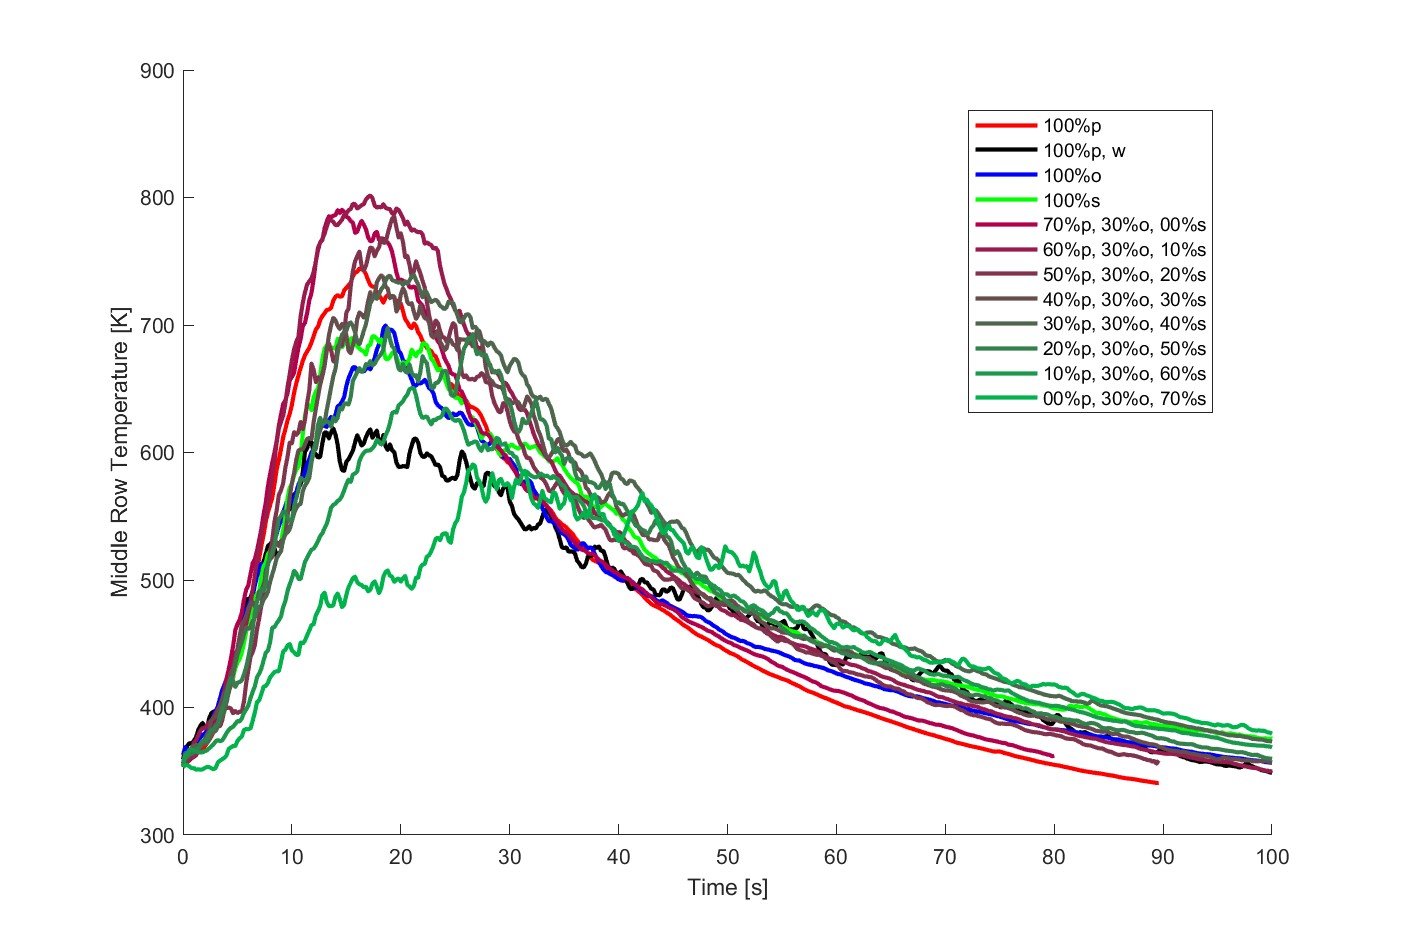 900
800
700
600
500
400
300
Middle Row Temperature [K]
100%p
100%p, w
100%o
100%s
70%p, 30%o, 00%s
60%p, 30%o, 10%s
50%p, 30%o, 20%s
40%p, 30%o, 30%s
30%p, 30%o, 40%s
20%p, 30%o, 50%s
10%p, 30%o, 60%s
00%p, 30%o, 70%s
0 10 20 30 40 50 60 70 80 90 100
Time [s]